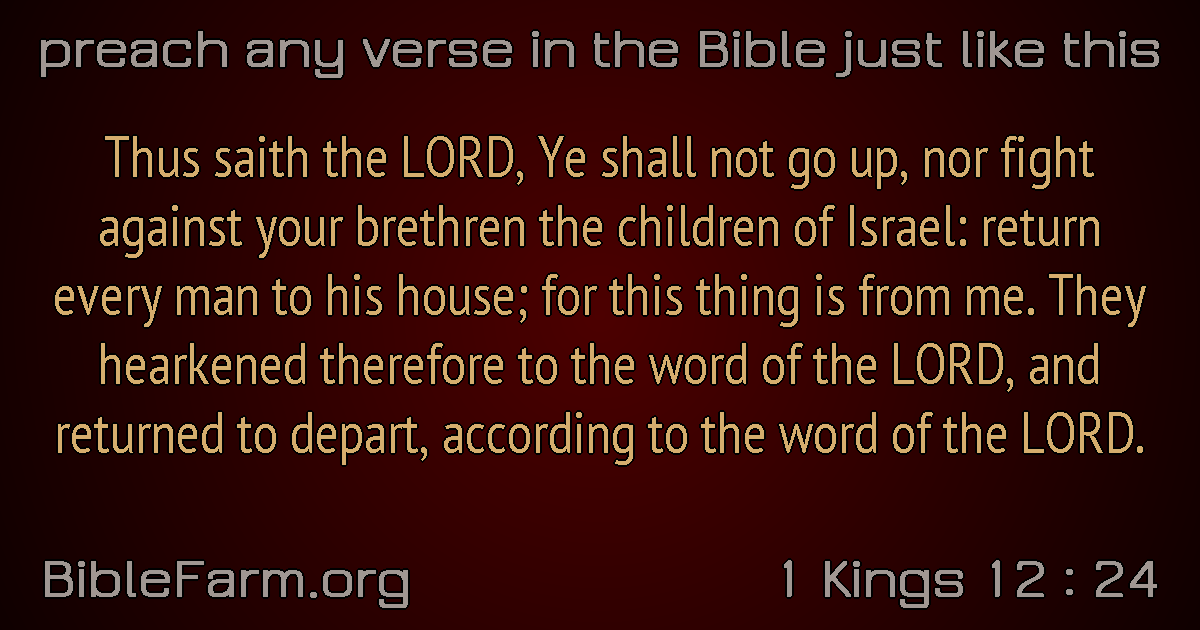 preach any verse in the Bible just like this
Thus saith the LORD, Ye shall not go up, nor fight
against your brethren the children of Israel: return
every man to his house; for this thing is from me. They
hearkened therefore to the word of the LORD, and
returned to depart, according to the word of the LORD.
BibleFarm.org
1 Kings 12 : 24